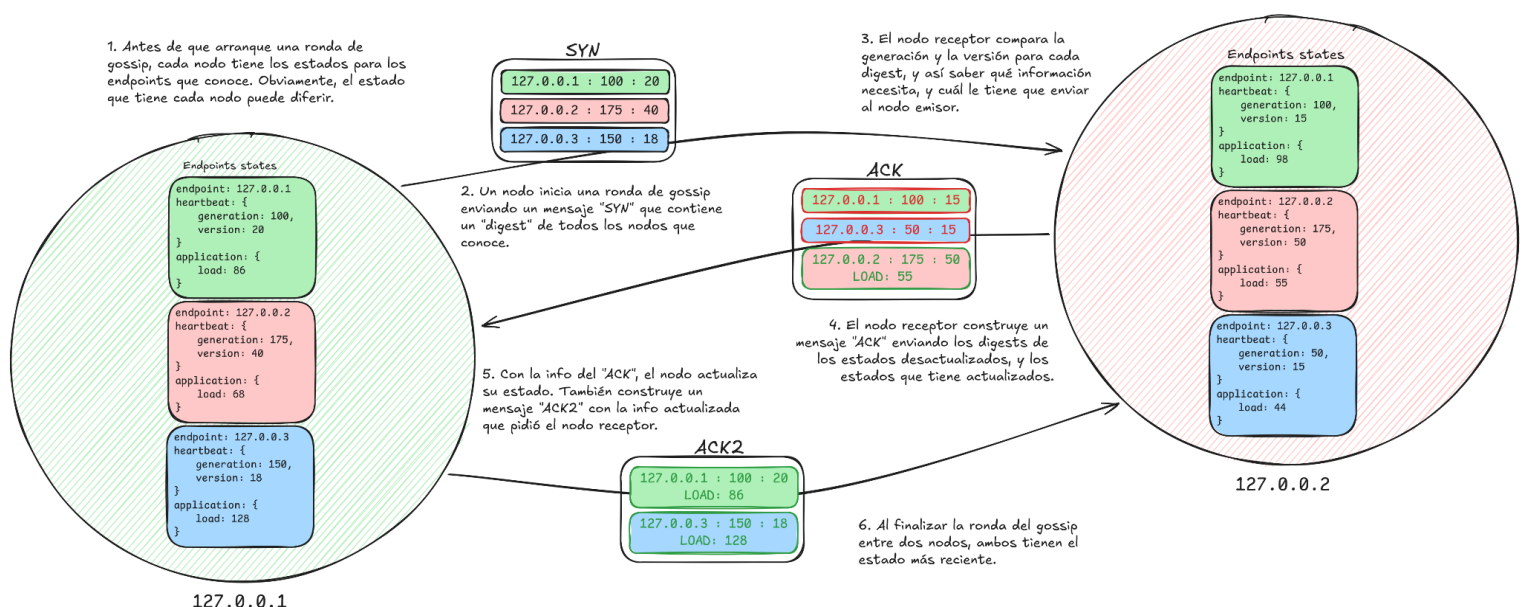 1. Antes de que arranque una ronda de
gossip, cada nodo tiene los estados para los
endpoints que conoce. Obviamente, el estado
que tiene cada nodo puede diferir.
Endpoints states
endpoint: 127.0.0.1
heartbeat: {
generation: 100,
version: 20
}
application: {
load: 86
}
endpoint: 127.0.0.2
heartbeat: {
generation: 175,
version: 40
}
application: {
load: 68
}
endpoint: 127.0.0.3
heartbeat: {
generation: 150,
version: 18
}
application: {
load: 128
}
127.0.0.1
SYN
127.0.0.1 : 100 : 20
127.0.0.2 : 175 : 40
127.0.0.3 : 150 : 18
2. Un nodo inicia una ronda de gossip
enviando un mensaje "SYN" que contiene
un "digest" de todos los nodos que
conoce.
3. El nodo receptor compara la
generación y la versión para cada
digest, y así saber qué información
necesita, y cuál le tiene que enviar
al nodo emisor.
ACK
127.0.0.1 : 100 : 15
127.0.0.3 : 50 : 15
127.0.0.2 : 175 : 50
LOAD: 55
4. El nodo receptor construye un
mensaje "ACK" enviando los digests de
los estados desactualizados, y los
estados que tiene actualizados.
5. Con la info del "ACK", el nodo actualiza
su estado. También construye un
mensaje "ACK2" con la info actualizada
que pidió el nodo receptor.
ACK2
127.0.0.1 : 100 : 20
LOAD: 86
127.0.0.3 : 150 : 18
LOAD: 128
6. Al finalizar la ronda del gossip
entre dos nodos, ambos tienen el
estado más reciente.
Endpoints states
endpoint: 127.0.0.1
heartbeat: {
generation: 100,
version: 15
}
application: {
load: 98
}
endpoint: 127.0.0.2
heartbeat: {
generation: 175,
version: 50
}
application: {
load: 55
}
endpoint: 127.0.0.3
heartbeat: {
generation: 50,
version: 15
}
application: {
load: 44
}
127.0.0.2